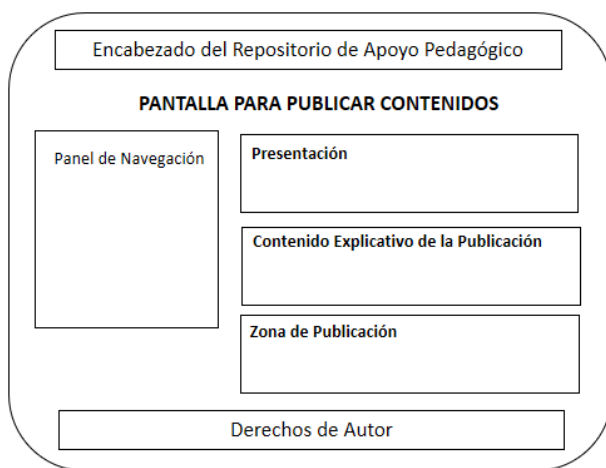 Encabezado del Repositorio de Apoyo Pedagógico
PANTALLA PARA PUBLICAR CONTENIDOS
Panel de Navegación
Presentación
Contenido Explicativo de la Publicación
Zona de Publicación
Derechos de Autor